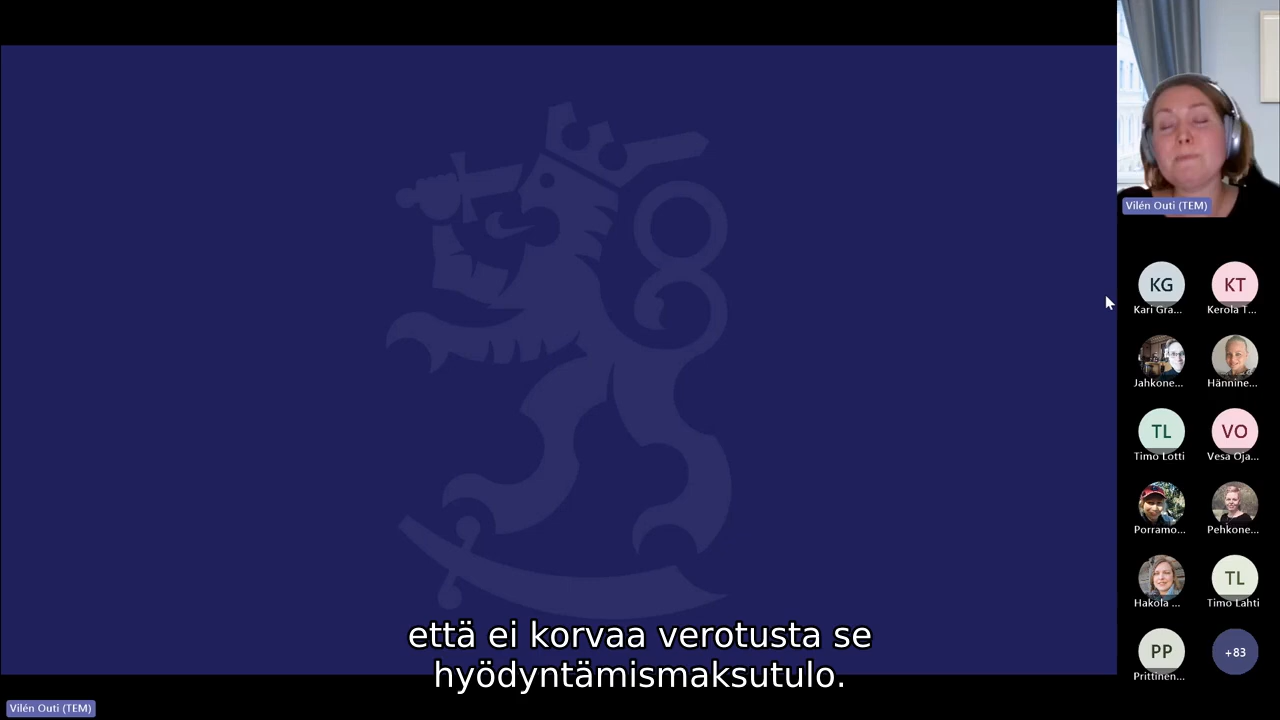 Vilén Outi (TEM)
KG KT
Kari Gra... Kerola T...
Jahkone... Hännine...
TL VO
Timo Lotti Vesa Oja...
Porramo... Pehkone...
TL
Hakola ... Timo Lahti
PP +83
Prittinen...
että ei korvaa verotusta se
hyödyntämismaksutulo.
Vilén Outi (TEM)